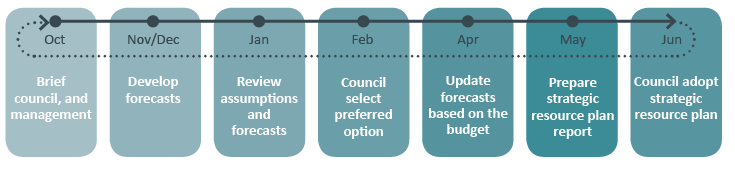 Oct
Nov/Dec
Jan
Feb
Apr
May
Jun
Brief
council, and
management
Develop
forecasts
Review
assumptions
and
forecasts
Council
select
preferred
option
Update
forecasts
based on the
budget
Prepare
strategic
resource plan
report
Council adopt
strategic
resource plan